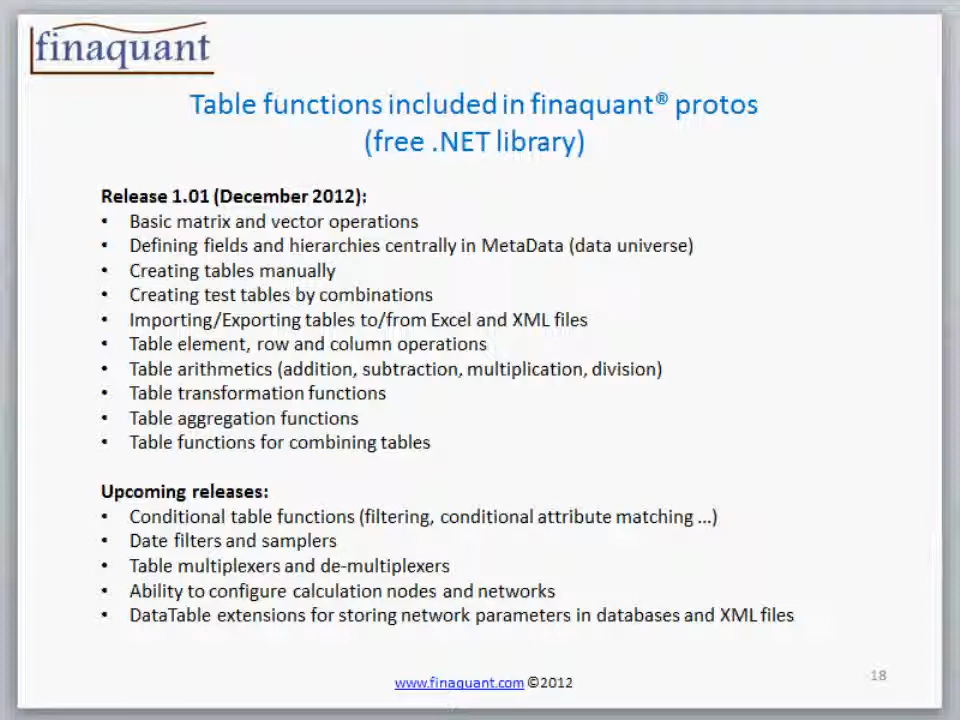 finaquant
Table functions included in finaquant® protos
(free .NET library)
Release 1.01 (December 2012):
• Basic matrix and vector operations
• Defining fields and hierarchies centrally in MetaData (data universe)
• Creating tables manually
• Creating test tables by combinations
• Importing/Exporting tables to/from Excel and XML files
• Table element, row and column operations
• Table arithmetics (addition, subtraction, multiplication, division)
• Table transformation functions
• Table aggregation functions
• Table functions for combining tables
Upcoming releases:
• Conditional table functions (filtering, conditional attribute matching ...)
• Date filters and samplers
• Table multiplexers and de-multiplexers
• Ability to configure calculation nodes and networks
• DataTable extensions for storing network parameters in databases and XML files
www.finaquant.com ©2012
18